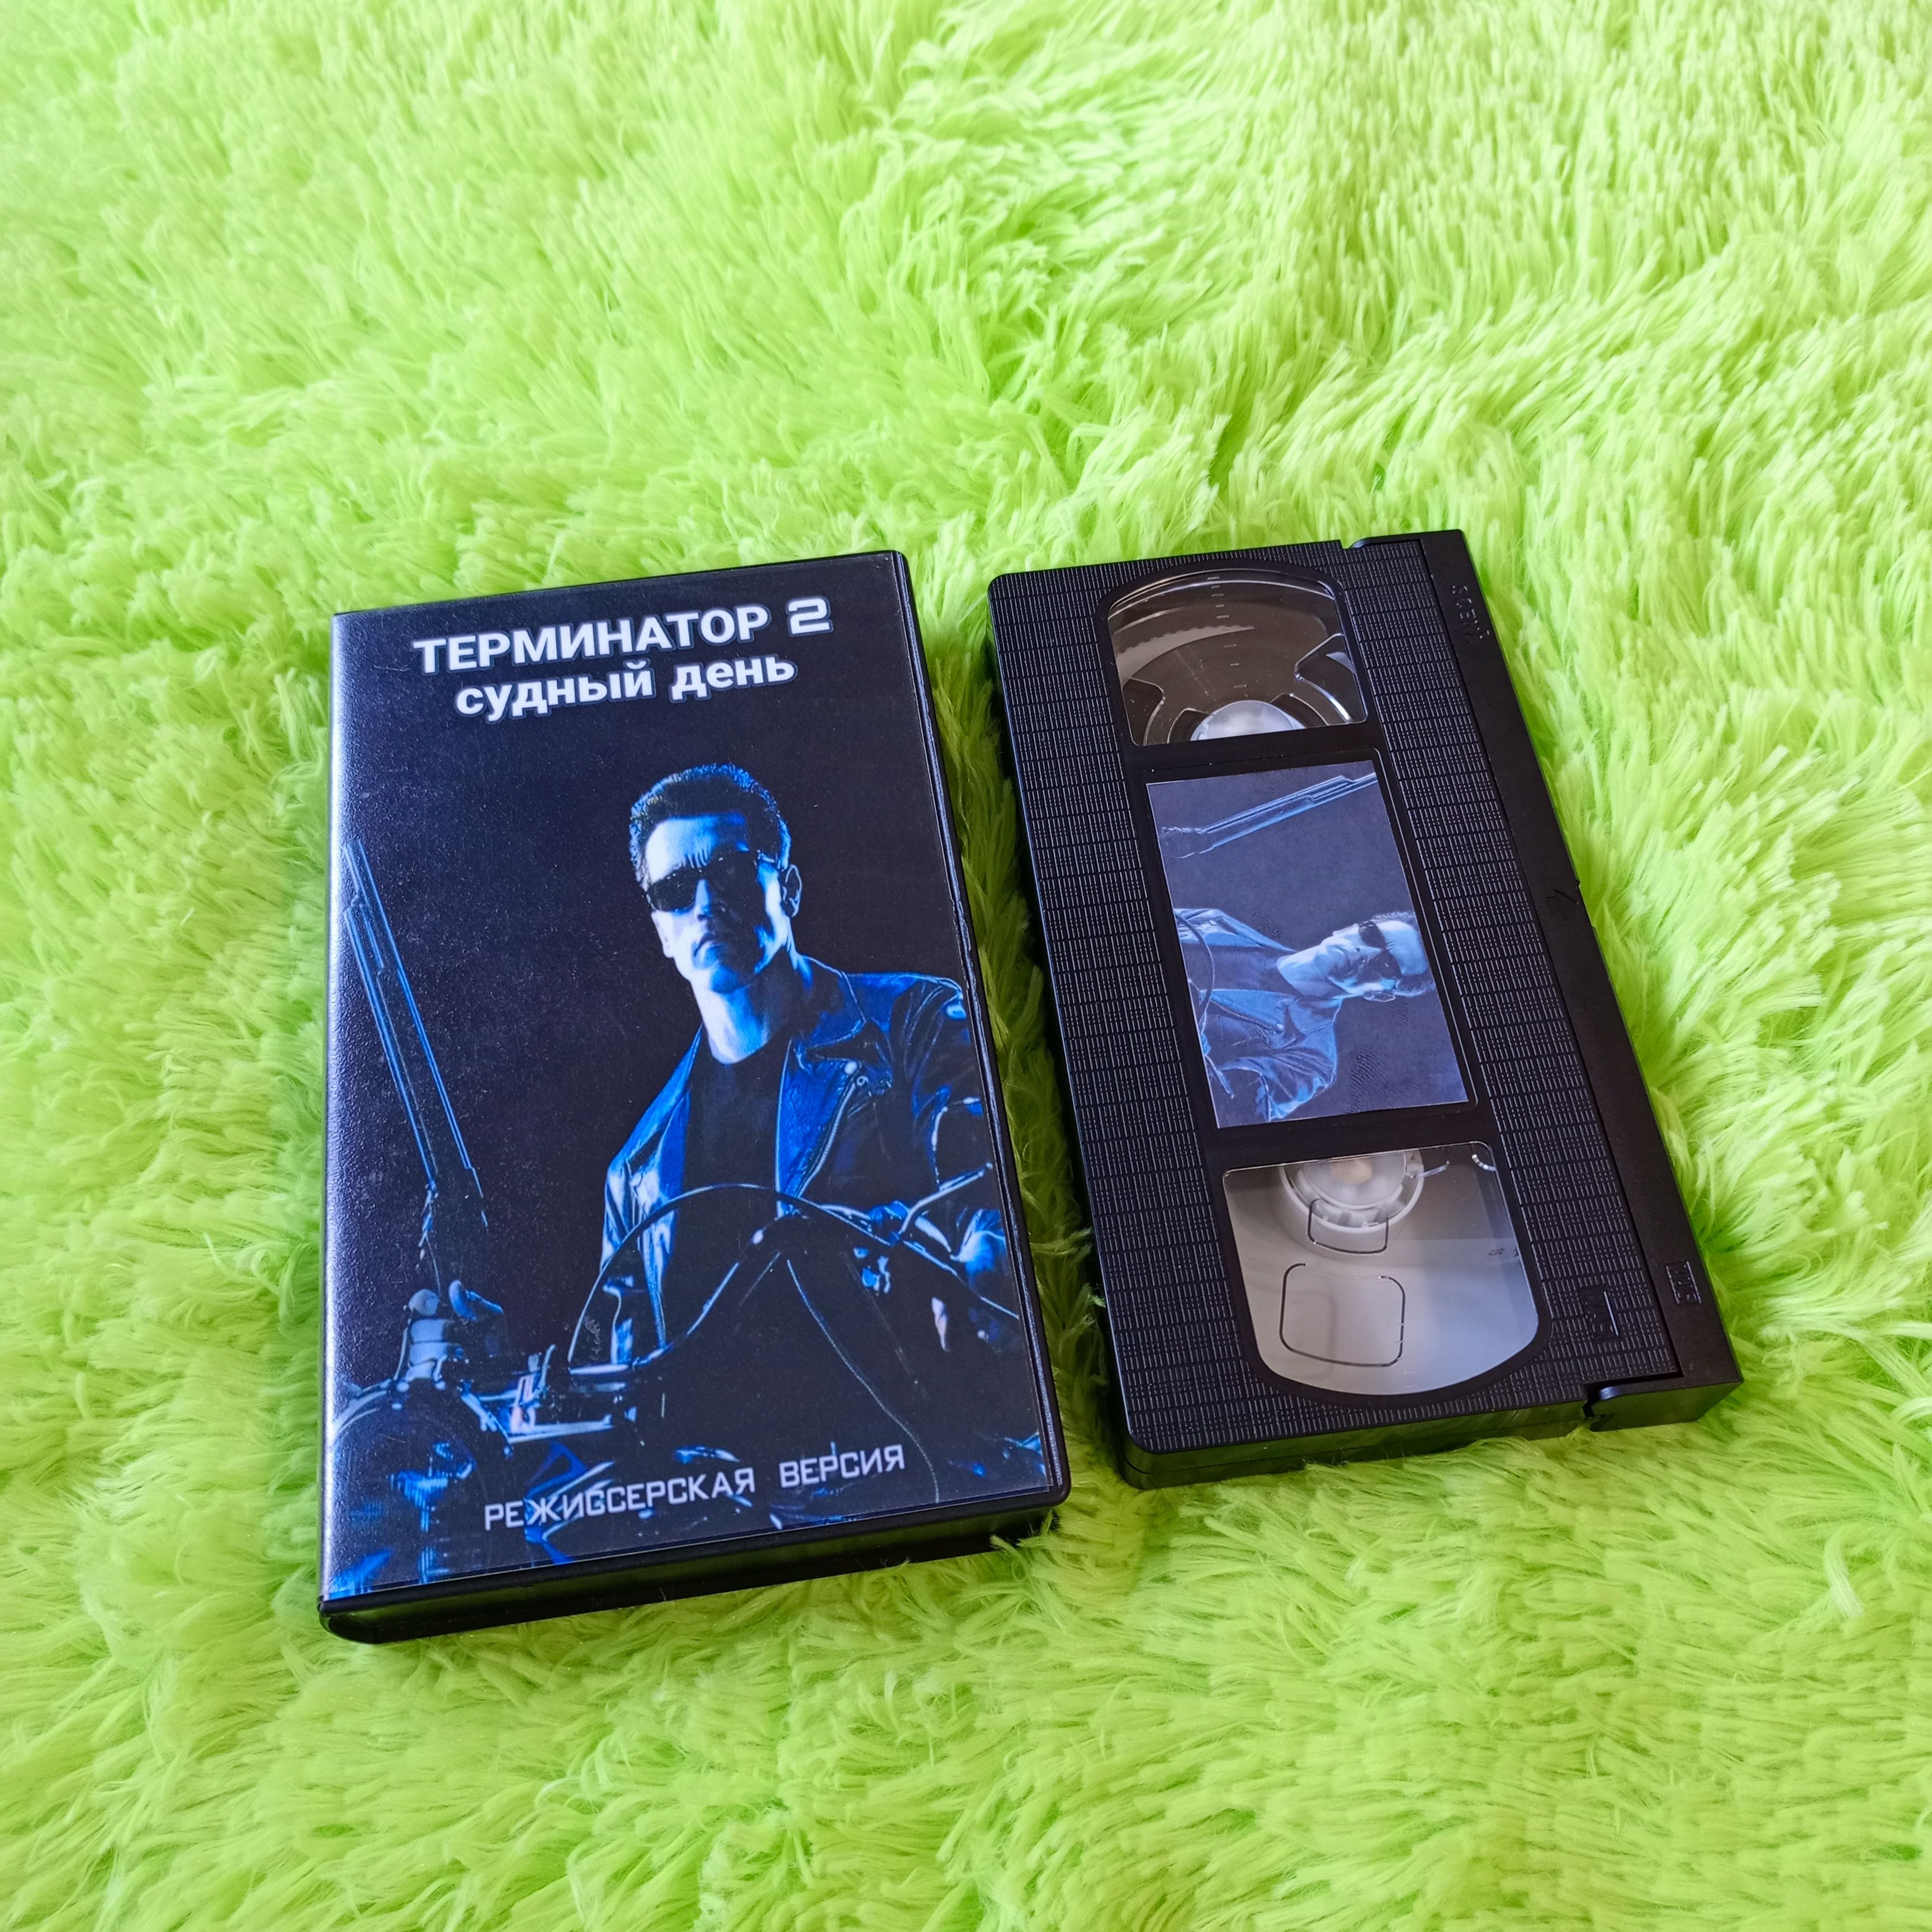 ТЕРМИНАТОР 2
судный день
РЕЖИССЕРСКАЯ ВЕРСИЯ